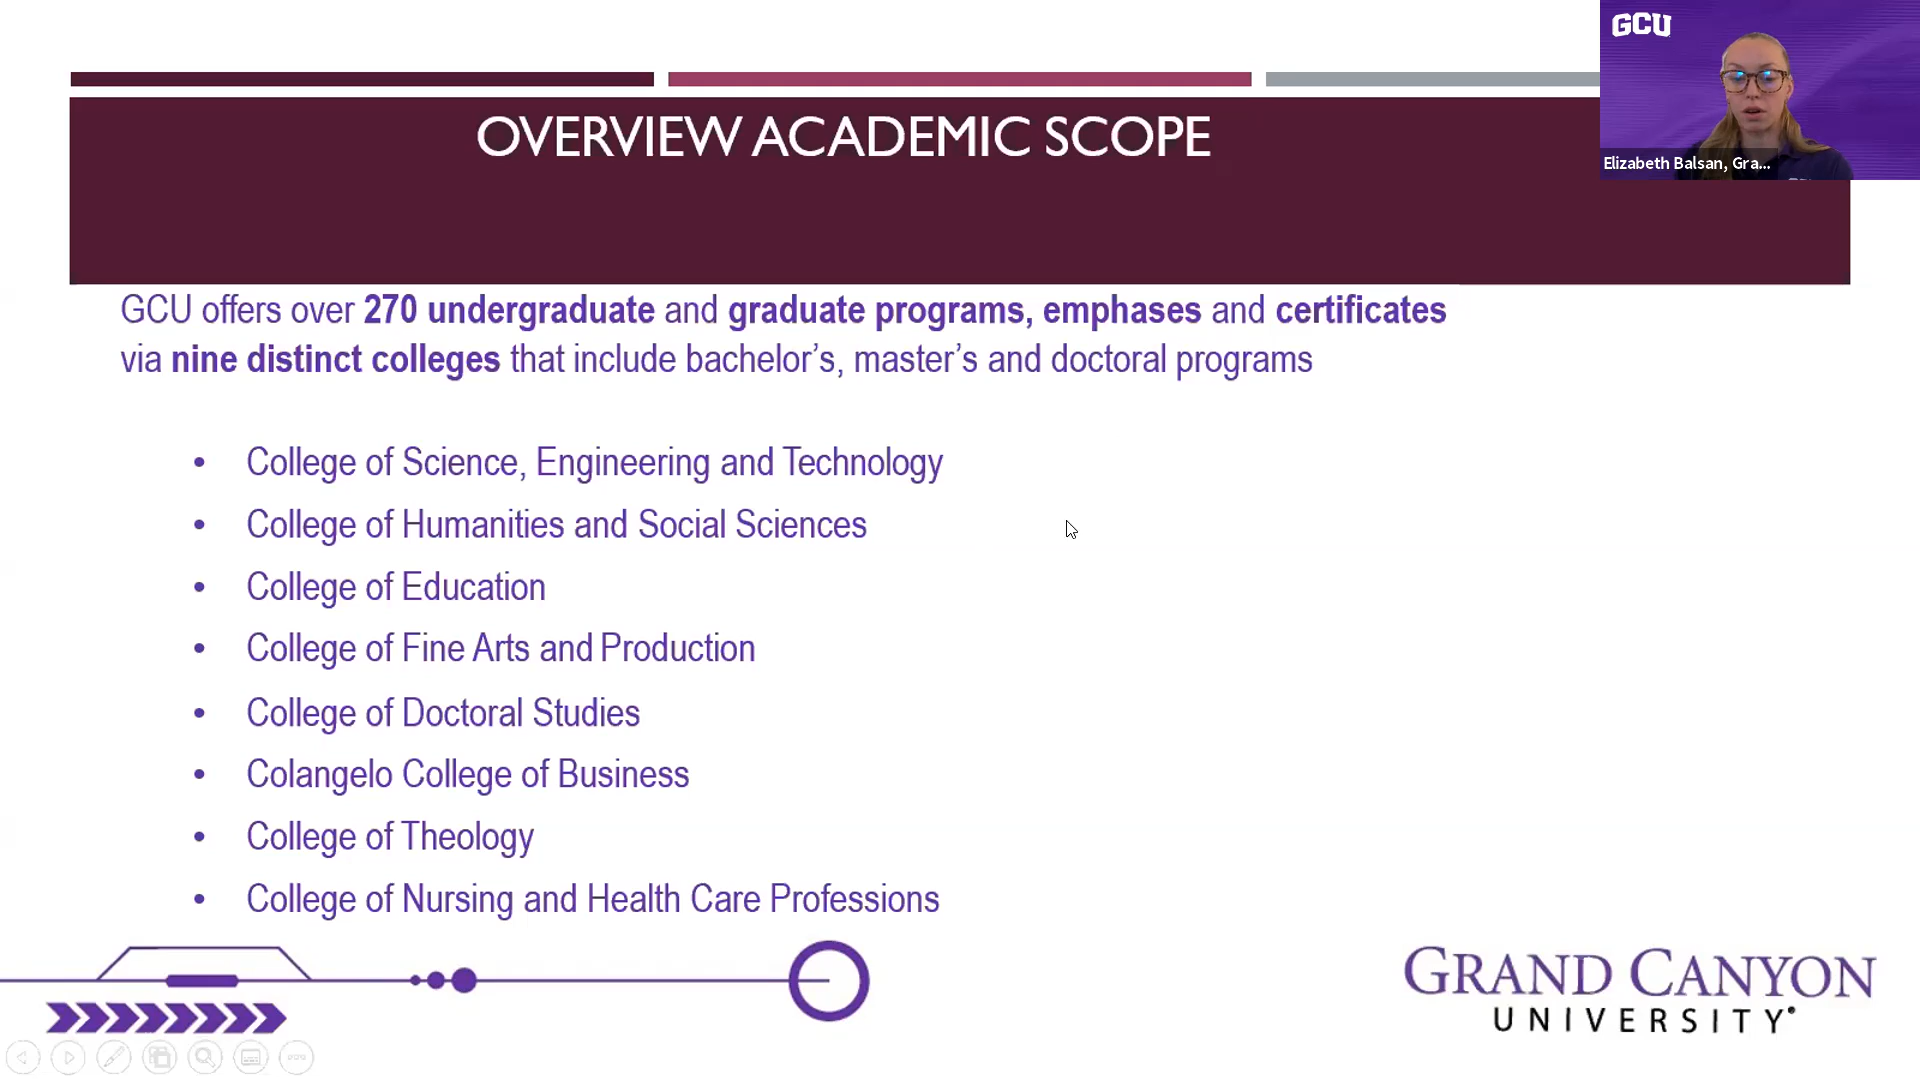 GCU
Elizabeth Balsan, Gra...
OVERVIEW ACADEMIC SCOPE
GCU offers over 270 undergraduate and graduate programs, emphases and certificates
via nine distinct colleges that include bachelor’s, master’s and doctoral programs
• College of Science, Engineering and Technology
• College of Humanities and Social Sciences
• College of Education
• College of Fine Arts and Production
• College of Doctoral Studies
• Colangelo College of Business
• College of Theology
• College of Nursing and Health Care Professions
GRAND CANYON
UNIVERSITY®